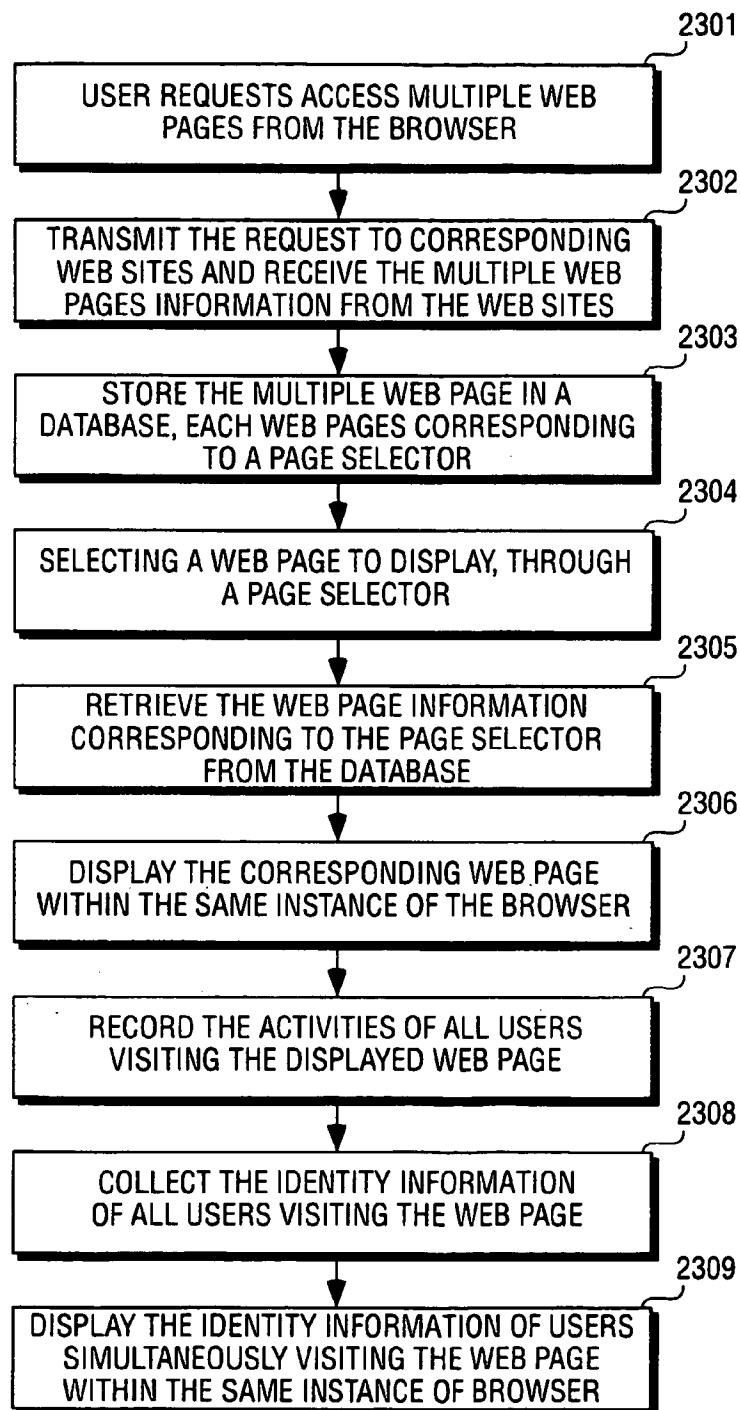 2301
USER REQUESTS ACCESS MULTIPLE WEB
PAGES FROM THE BROWSER
2302
TRANSMIT THE REQUEST TO CORRESPONDING
WEB SITES AND RECEIVE THE MULTIPLE WEB
PAGES INFORMATION FROM THE WEB SITES
2303
STORE THE MULTIPLE WEB PAGE IN A
DATABASE, EACH WEB PAGES CORRESPONDING
TO A PAGE SELECTOR
2304
SELECTING A WEB PAGE TO DISPLAY, THROUGH
A PAGE SELECTOR
2305
RETRIEVE THE WEB PAGE INFORMATION
CORRESPONDING TO THE PAGE SELECTOR
FROM THE DATABASE
2306
DISPLAY THE CORRESPONDING WEB PAGE
WITHIN THE SAME INSTANCE OF THE BROWSER
2307
RECORD THE ACTIVITIES OF ALL USERS
VISITING THE DISPLAYED WEB PAGE
2308
COLLECT THE IDENTITY INFORMATION
OF ALL USERS VISITING THE WEB PAGE
2309
DISPLAY THE IDENTITY INFORMATION OF USERS
SIMULTANEOUSLY VISITING THE WEB PAGE
WITHIN THE SAME INSTANCE OF BROWSER